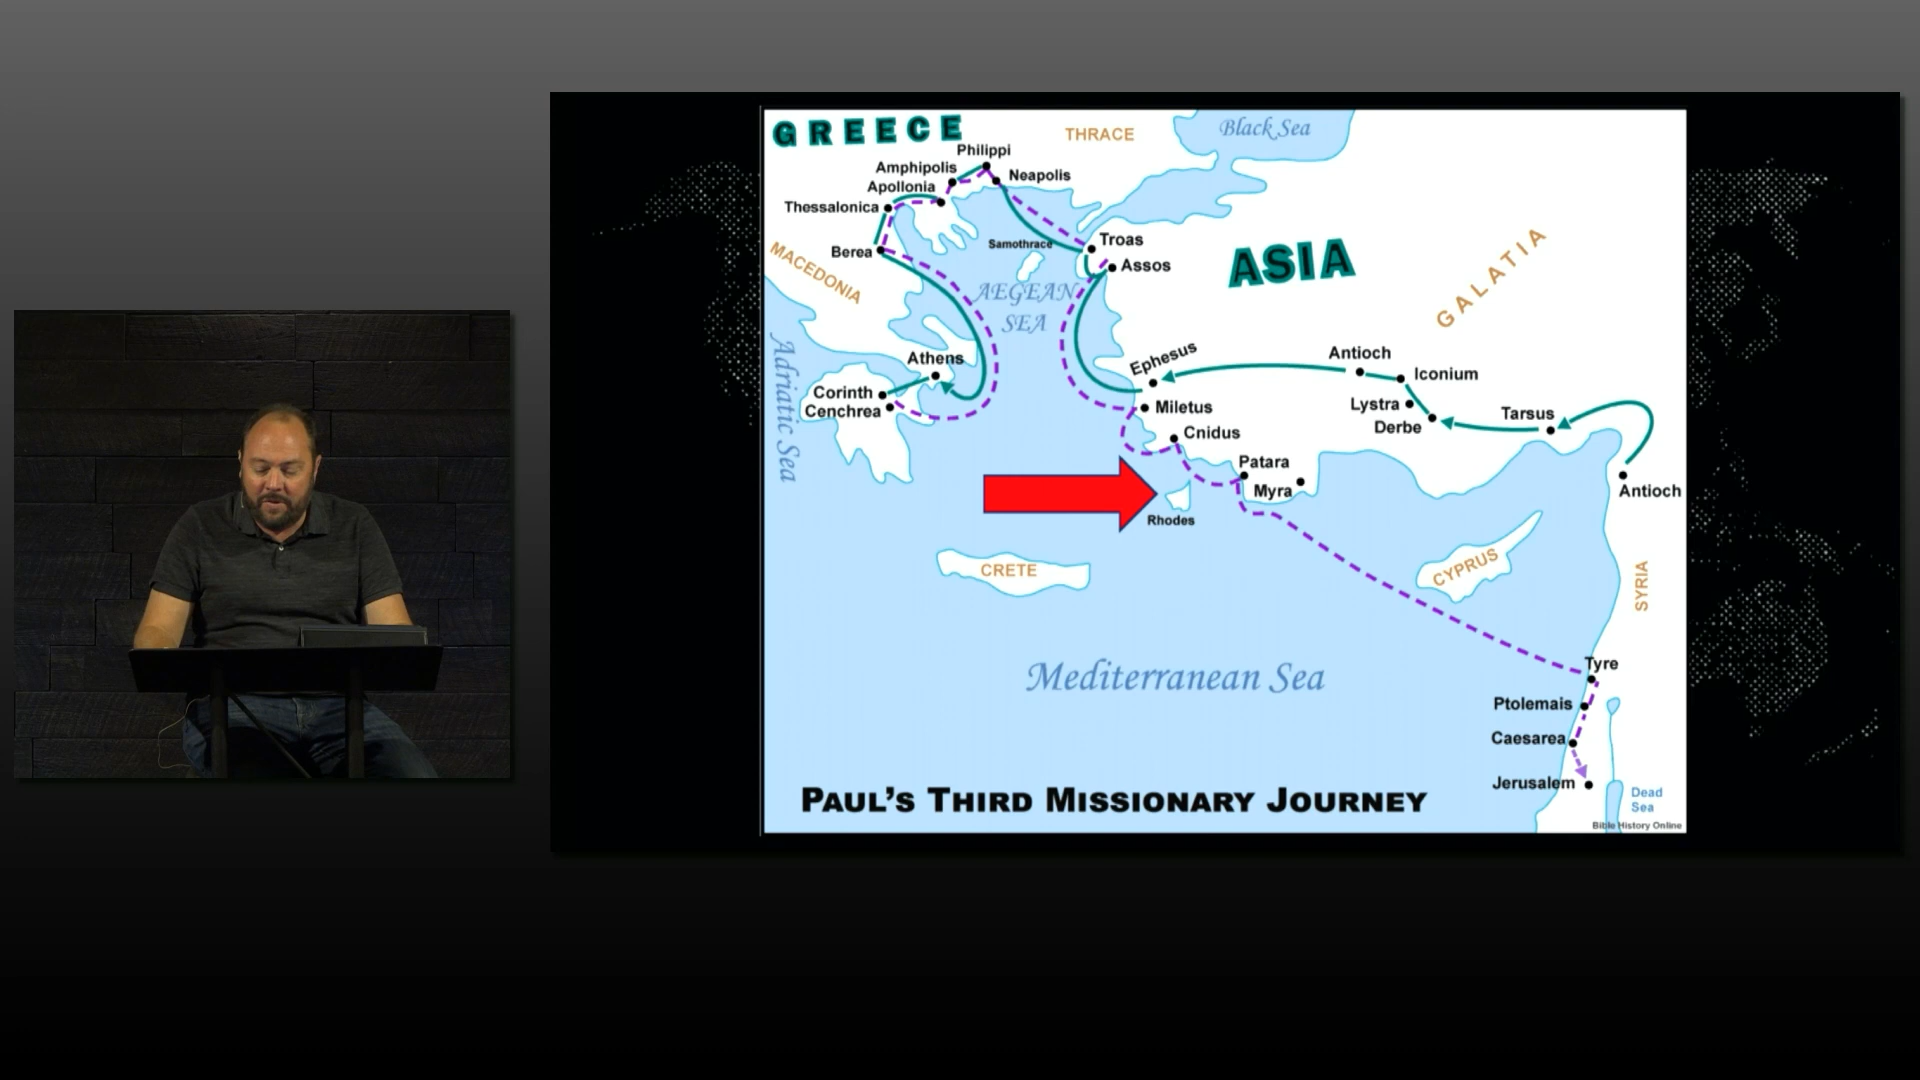 GREECE
THRACE
Black Sea
Philippi
Amphipolis
Neapolis
Apollonia
Thessalonica
Samothrace
Troas
Berea
Assos
ASIA
MACEDONIA
GALATIA
AEGEAN
SEA
Adriatic Sea
Athens
Ephesus
Antioch
Iconium
Corinth
Cenchrea
Miletus
Lystra
Derbe
Tarsus
Cnidus
Patara
Myra
Antioch
Rhodes
CRETE
CYPRUS
SYRIA
Mediterranean Sea
Tyre
Ptolemais
Caesarea
Jerusalem
Dead
Sea
PAUL'S THIRD MISSIONARY JOURNEY
Bible History Online